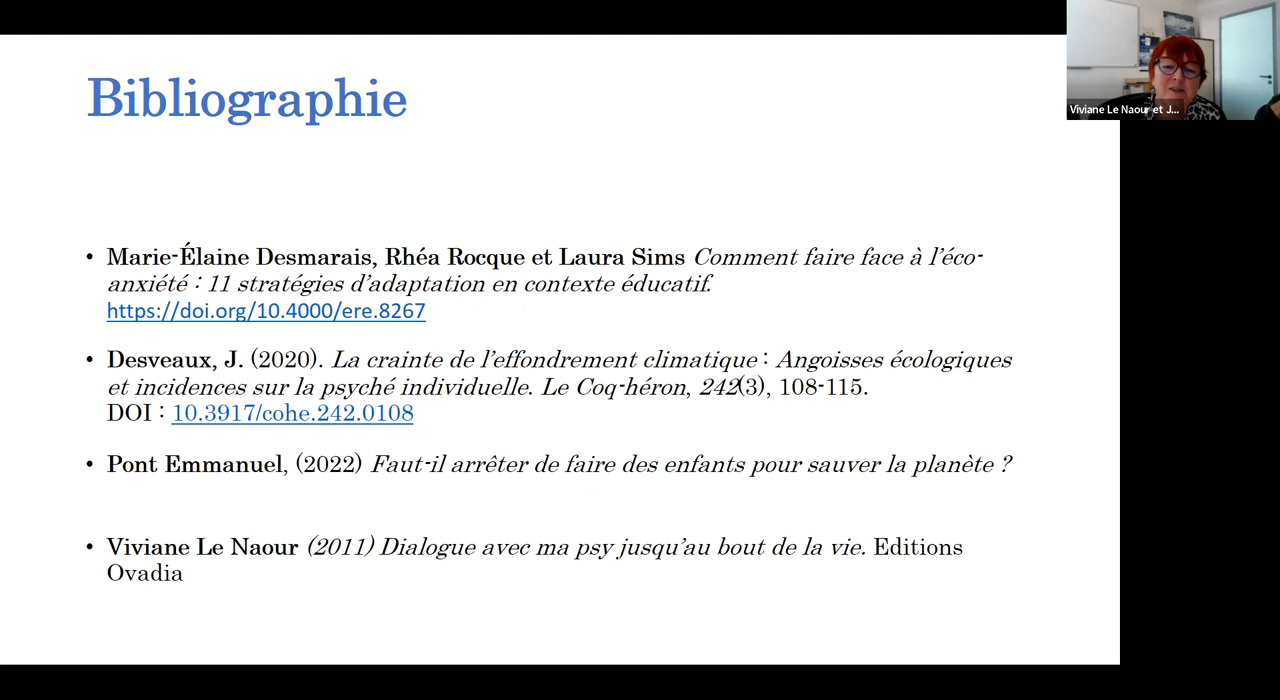 Bibliographie
Viviane Le Naour et J...
• Marie-Élaine Desmarais, Rhéa Rocque et Laura Sims Comment faire face à l’éco-
anxiété : 11 stratégies d’adaptation en contexte éducatif.
https://doi.org/10.4000/ere.8267
• Desveaux, J. (2020). La crainte de l’effondrement climatique : Angoisses écologiques
et incidences sur la psyché individuelle. Le Coq-héron, 242(3), 108-115.
DOI : 10.3917/cohe.242.0108
• Pont Emmanuel, (2022) Faut-il arrêter de faire des enfants pour sauver la planète ?
• Viviane Le Naour (2011) Dialogue avec ma psy jusqu’au bout de la vie. Editions
Ovadia